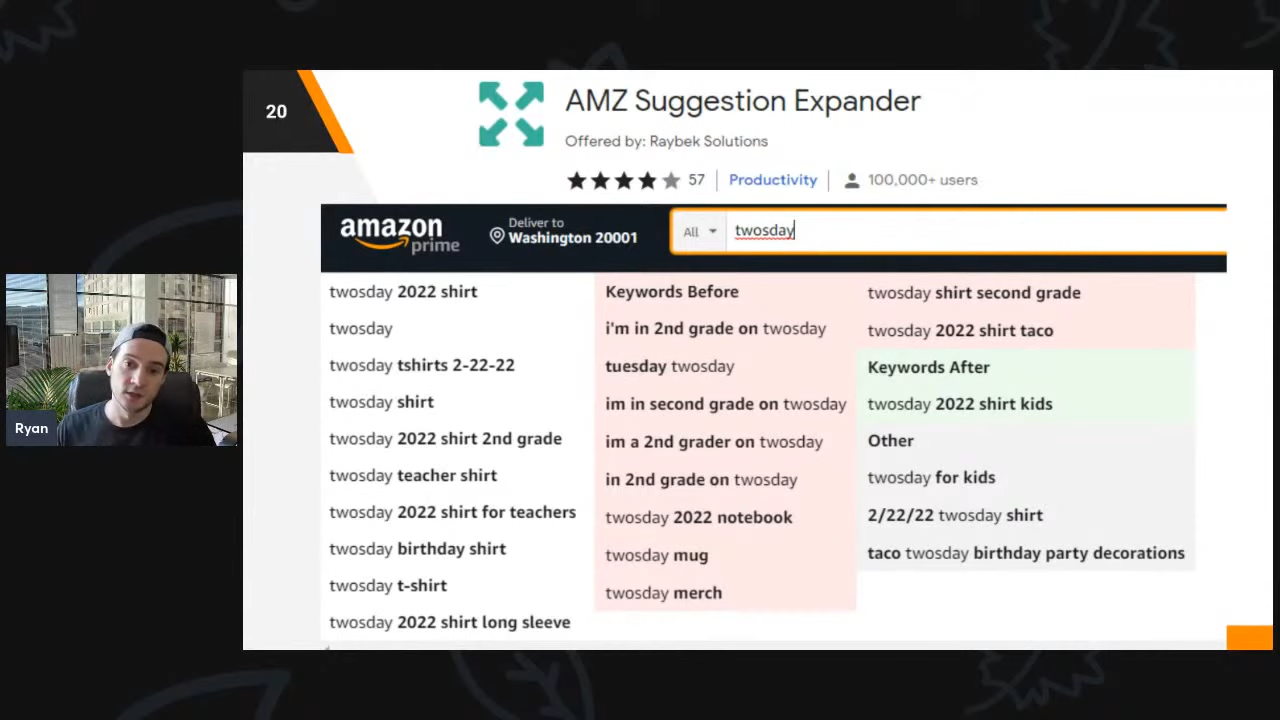 20
AMZ Suggestion Expander
Offered by: Raybek Solutions
57
Productivity
100,000+ users
amazon
prime
Deliver to
Washington 20001
All
twosday
twosday 2022 shirt
twosday
twosday tshirts 2-22-22
twosday shirt
twosday 2022 shirt 2nd grade
twosday teacher shirt
twosday 2022 shirt for teachers
twosday birthday shirt
twosday t-shirt
twosday 2022 shirt long sleeve
Keywords Before
i'm in 2nd grade on twosday
tuesday twosday
im in second grade on twosday
im a 2nd grader on twosday
in 2nd grade on twosday
twosday 2022 notebook
twosday mug
twosday merch
twosday shirt second grade
twosday 2022 shirt taco
Keywords After
twosday 2022 shirt kids
Other
twosday for kids
2/22/22 twosday shirt
taco twosday birthday party decorations
Ryan